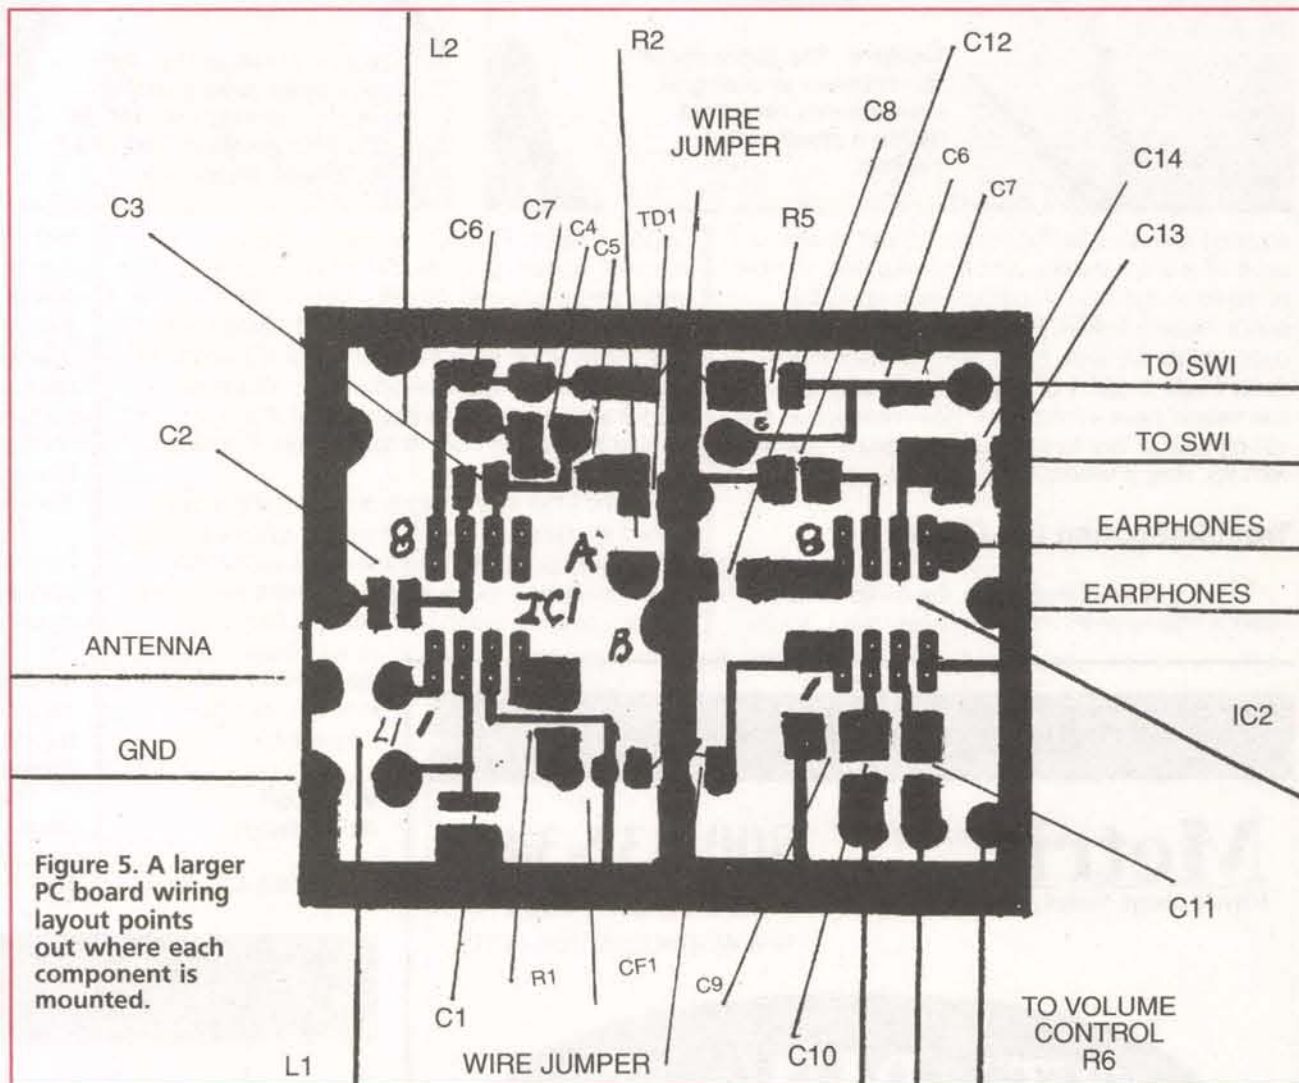 L2
R2
C12
WIRE
JUMPER
C8
C6
C7
C14
C13
C3
C6
C7
C4
C5
TD1
R5
C2
TO SWI
TO SWI
EARPHONES
EARPHONES
8
A
IC1
B
8
ANTENNA
GND
L1
IC2
Figure 5. A larger
PC board wiring
layout points
out where each
component is
mounted.
C11
C1
R1
CF1
C9
C10
L1
WIRE JUMPER
TO VOLUME
CONTROL
R6